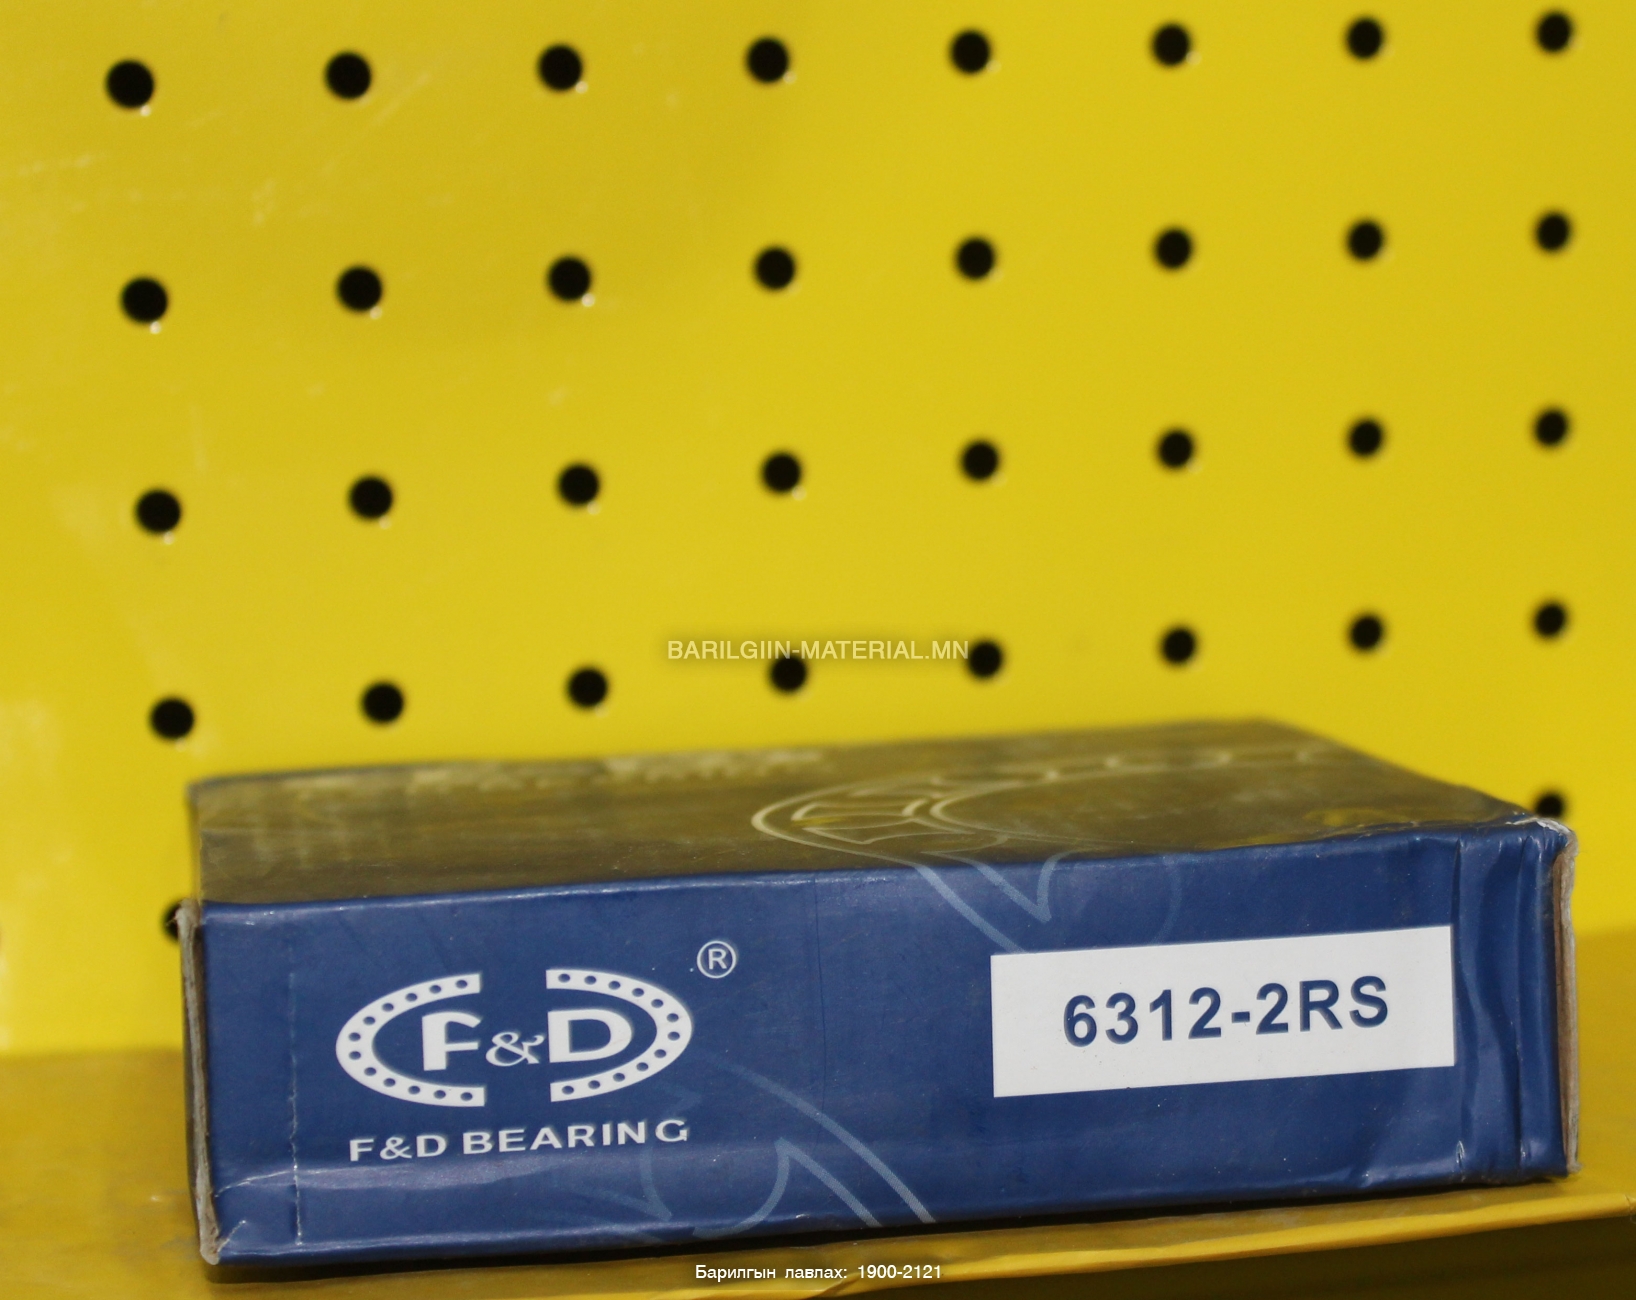 BARILGIIN-MATERIAL.MN
®
F&D
F&D BEARING
6312-2RS
Барилгын лавлах: 1900-2121